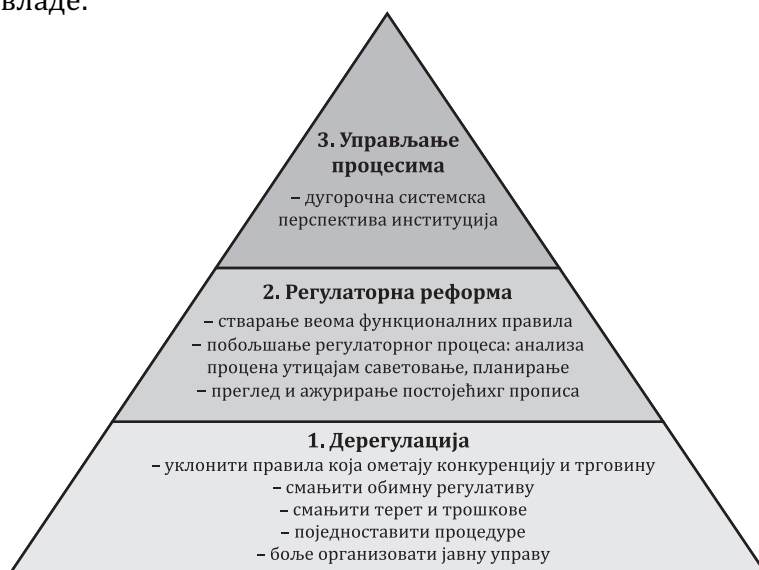 владе.
3. Управљање
процесима
– дугорочна системска
перспектива институција
2. Регулаторна реформа
– стварање веома функционалних правила
– побољшање регулаторног процеса: анализа
процена утицајам саветовање, планирање
– преглед и ажурирање постојећихг прописа
1. Дерегулација
– уклонити правила која ометају конкуренцију и трговину
– смањити обимну регулативу
– смањити терет и трошкове
– поједноставити процедуре
– боље организовати јавну управу